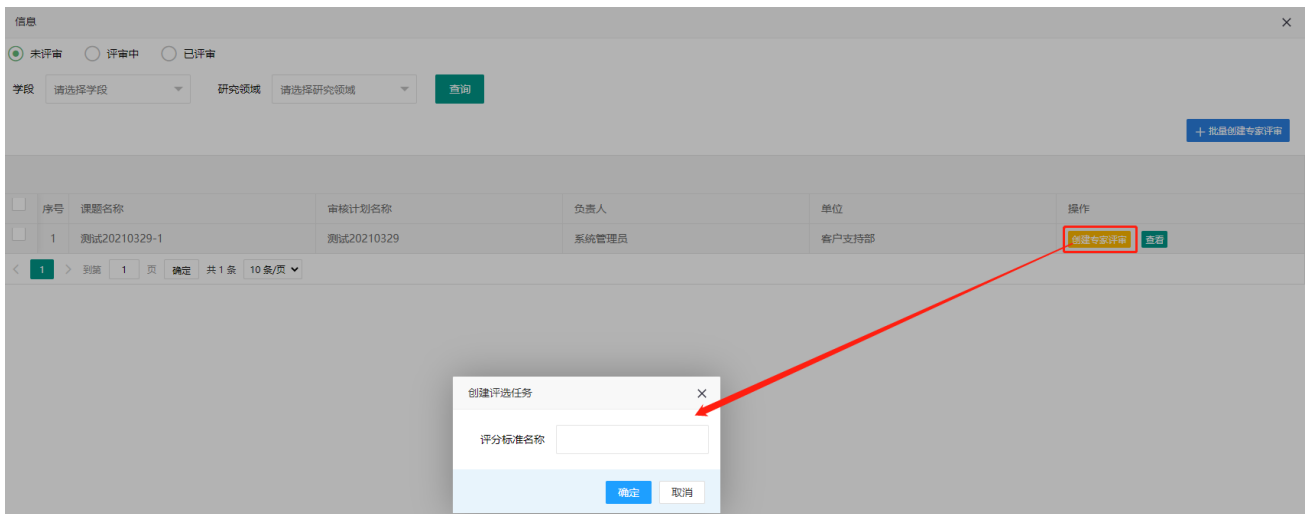 信息
未评审 评审中 已评审
学段 请选择学段 研究领域 请选择研究领域 查询
+ 批量创建专家评审
序号 课题名称 审核计划名称 负责人 单位 操作
1 测试20210329-1 测试20210329 系统管理员 客户支持部 创建专家评审 查看
1 到第 1 页 确定 共1条 10条/页
创建评选任务
评分标准名称
确定 取消